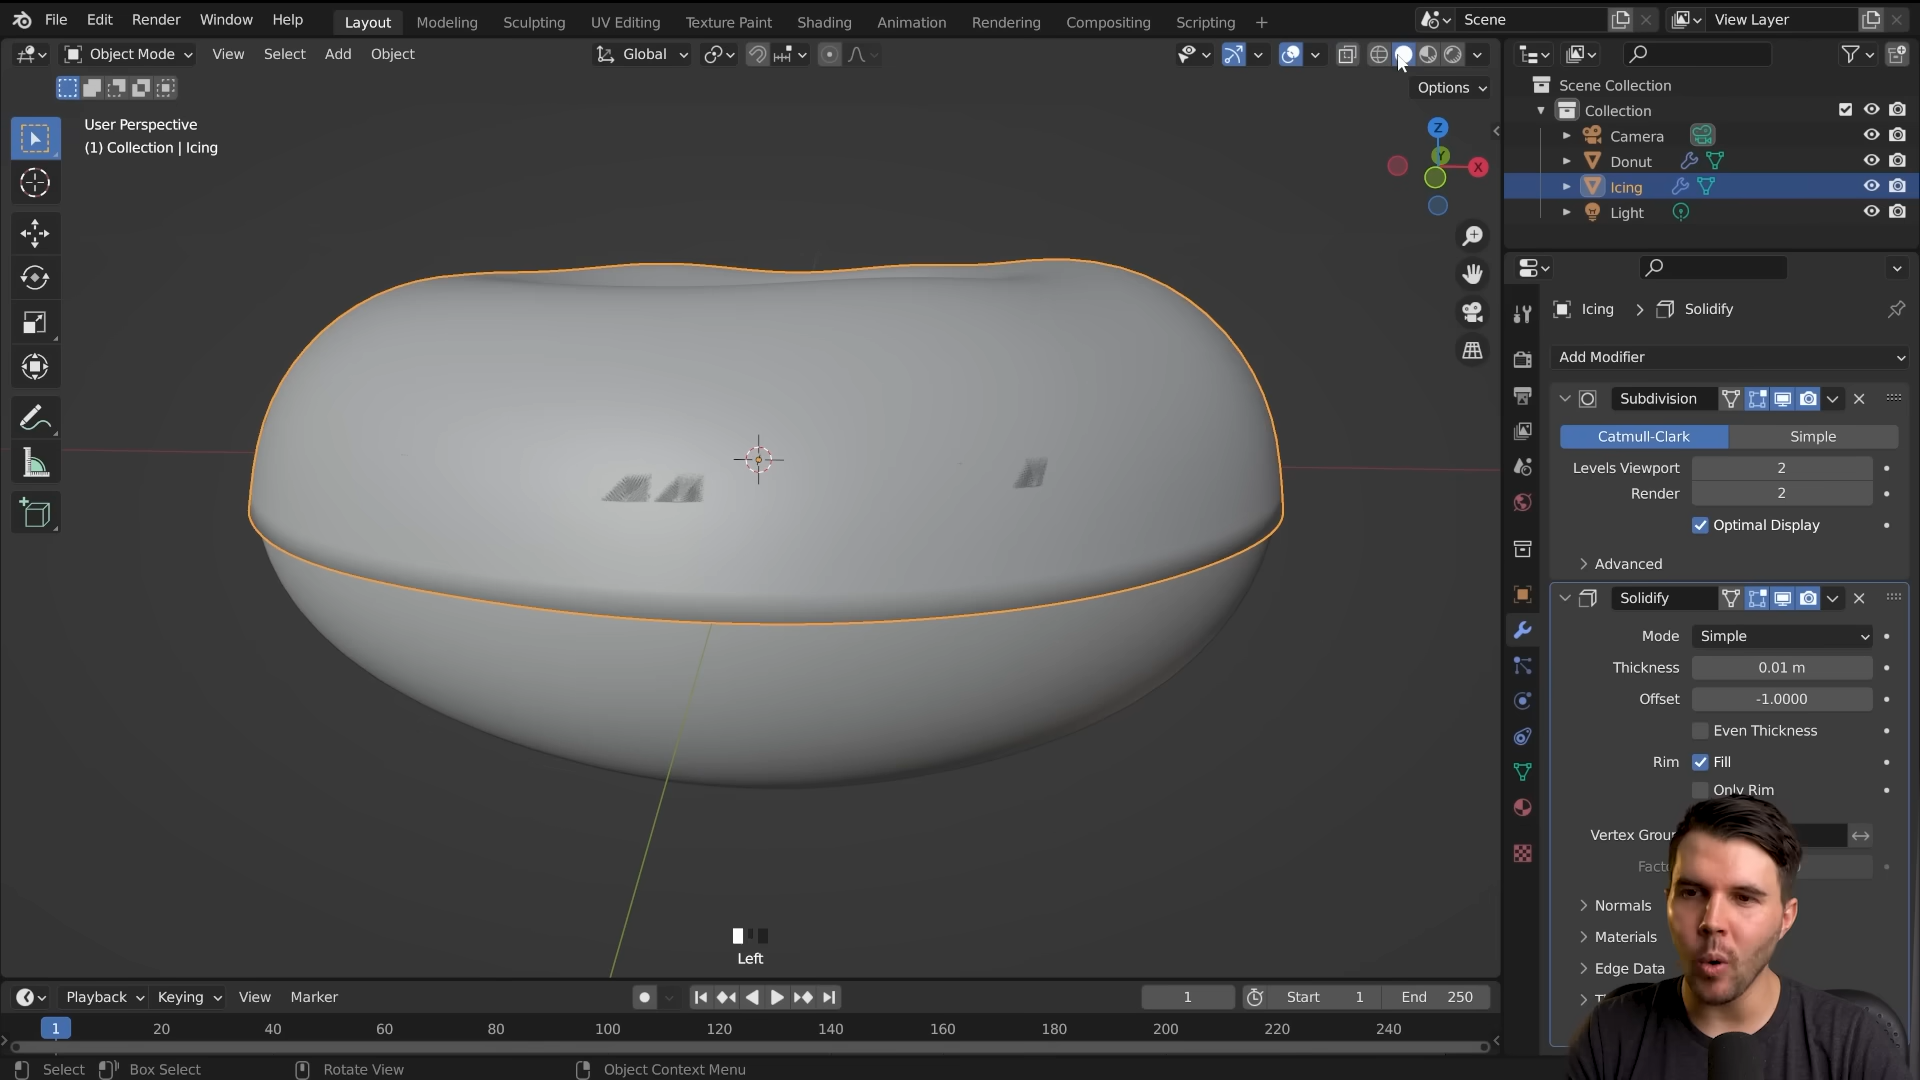 File Edit Render Window Help Layout Modeling Sculpting UV Editing Texture Paint Shading Animation Rendering Compositing Scripting Scene View Layer
Object Mode View Select Add Object Global
Options
User Perspective
(1) Collection | Icing
Z
Y
X
Scene Collection
Collection
Camera
Donut
Icing
Light
Icing Solidify
Add Modifier
Subdivision
Catmull-Clark Simple
Levels Viewport 2
Render 2
Optimal Display
Advanced
Solidify
Mode Simple
Thickness 0.01 m
Offset -1.0000
Even Thickness
Rim Fill
Only Rim
Vertex Grou
Fact
Normals
Materials
Edge Data
Left
Playback Keying View Marker 1 Start 1 End 250
1 20 40 60 80 100 120 140 160 180 200 220 240
Select Box Select Rotate View Object Context Menu